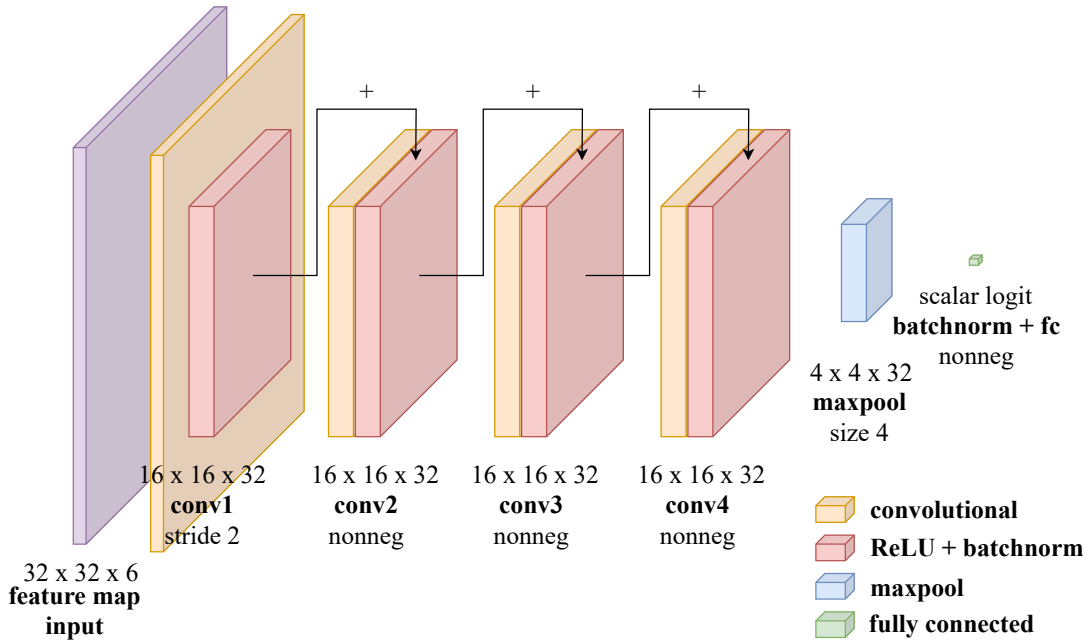 +
+
+
16 x 16 x 32
conv1
stride 2
16 x 16 x 32
conv2
nonneg
16 x 16 x 32
conv3
nonneg
16 x 16 x 32
conv4
nonneg
4 x 4 x 32
maxpool
size 4
scalar logit
batchnorm + fc
nonneg
32 x 32 x 6
feature map
input
convolutional
ReLU + batchnorm
maxpool
fully connected